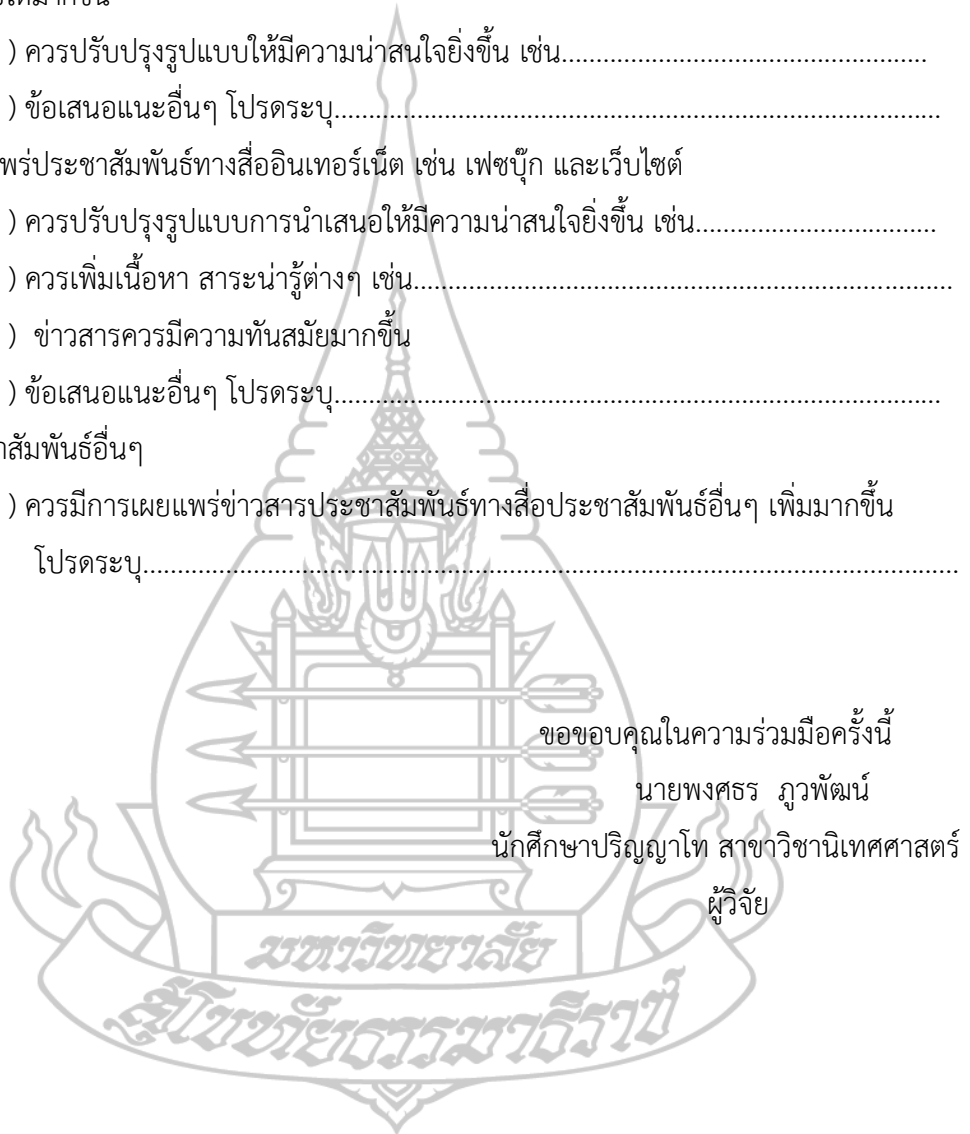 ) ควรปรับปรุงรูปแบบให้มีความน่าสนใจยิ่งขึ้น เช่น.....................................................
) ข้อเสนอแนะอื่นๆ โปรดระบุ........................................................................................
พร่ประชาสัมพันธ์ทางสื่ออินเทอร์เน็ต เช่น เฟซบุ๊ก และเว็บไซต์
) ควรปรับปรุงรูปแบบการนำเสนอให้มีความน่าสนใจยิ่งขึ้น เช่น...................................
) ควรเพิ่มเนื้อหา สาระน่ารู้ต่างๆ เช่น..............................................................................
) ข่าวสารควรมีความทันสมัยมากขึ้น
) ข้อเสนอแนะอื่นๆ โปรดระบุ........................................................................................
าสัมพันธ์อื่นๆ
) ควรมีการเผยแพร่ข่าวสารประชาสัมพันธ์ทางสื่อประชาสัมพันธ์อื่นๆ เพิ่มมากขึ้น
โปรดระบุ......................................................................................................................
ขอขอบคุณในความร่วมมือครั้งนี้
นายพงศธร ภูวพัฒน์
นักศึกษาปริญญาโท สาขาวิชานิเทศศาสตร์
ผู้วิจัย
มหาวิทยาลัย
สุโขทัยธรรมาธิราช